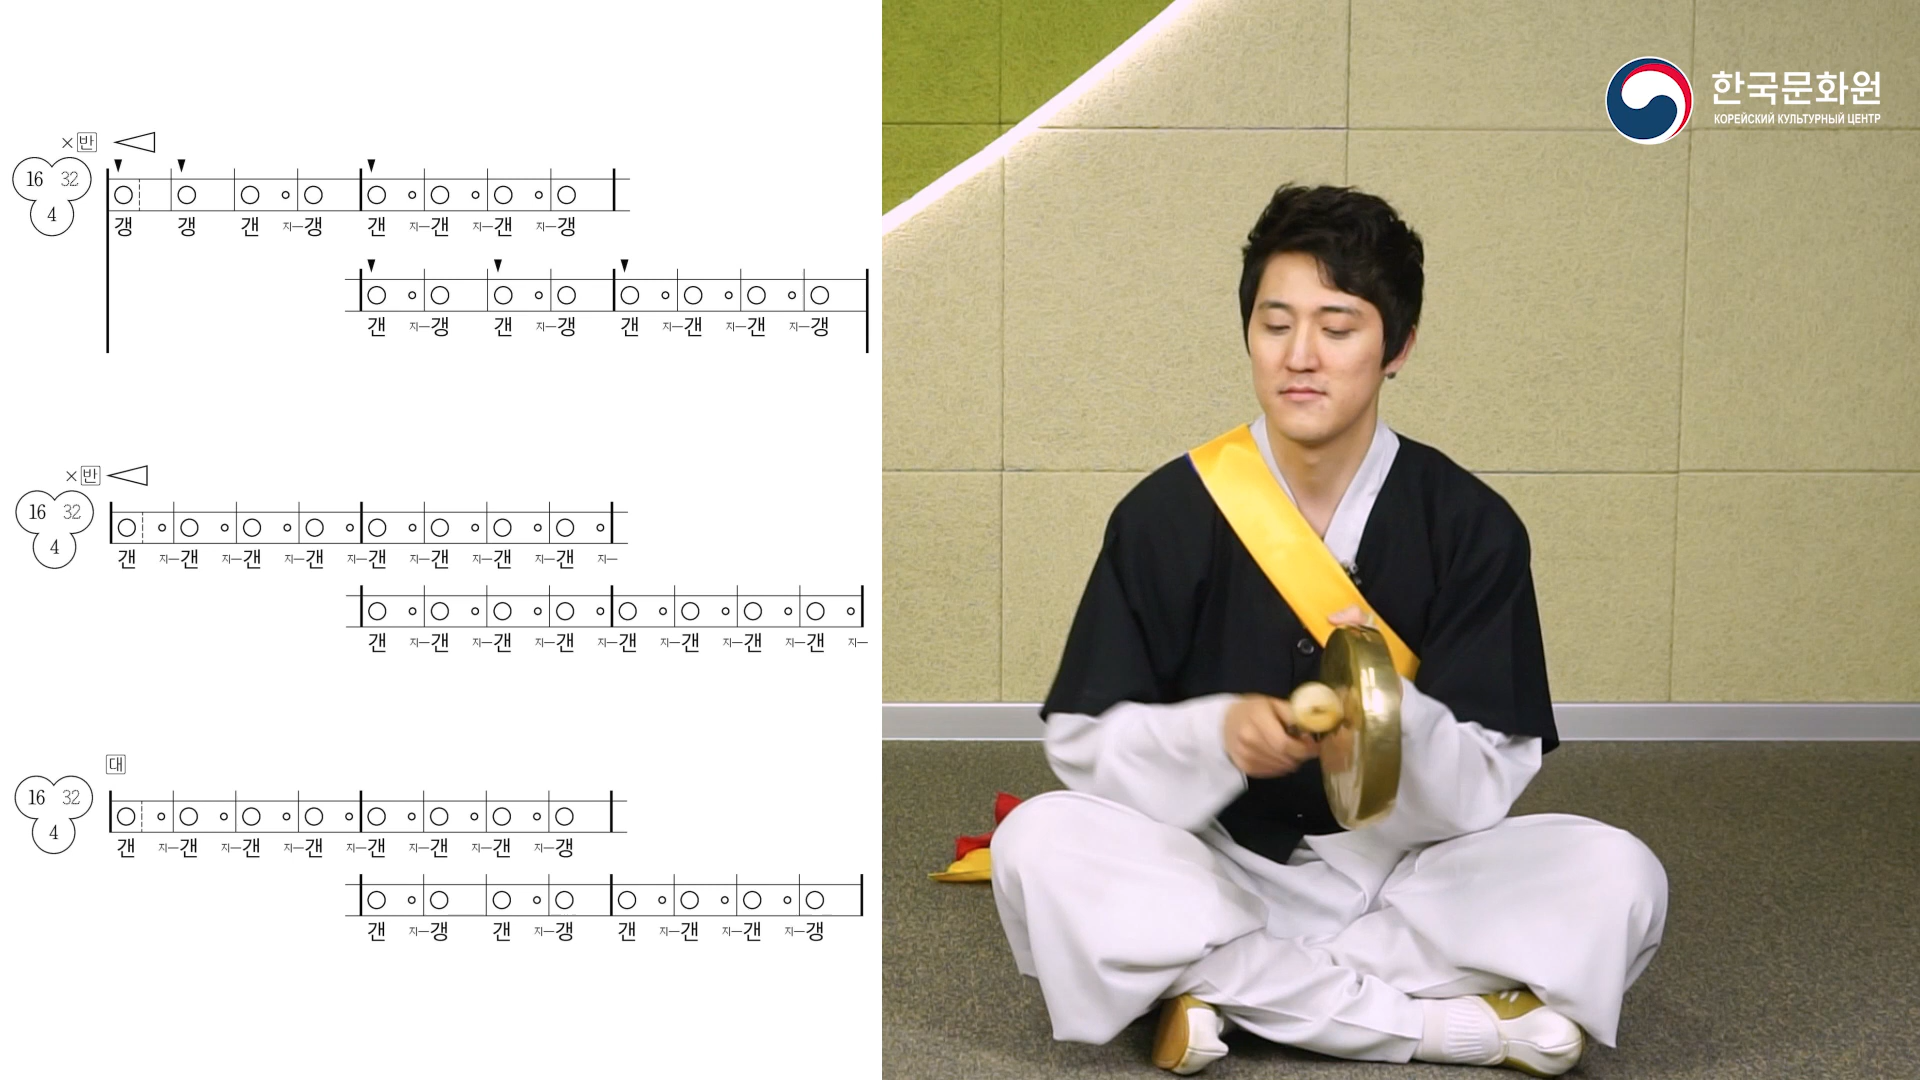 ×반
16 32
4
갱 갱 갠 지—갱 갠 지—갠 지—갠 지—갱
갠 지—갱 갠 지—갱 갠 지—갠 지—갠 지—갱
×반
16 32
4
갠 지—갠 지—갠 지—갠 지—갠 지—갠 지—갠 지—갠 지—
갠 지—갠 지—갠 지—갠 지—갠 지—갠 지—갠 지—갠 지—
대
16 32
4
갠 지—갠 지—갠 지—갠 지—갠 지—갠 지—갠 지—갱
갠 지—갱 갠 지—갱 갠 지—갠 지—갠 지—갱
한국문화원
КОРЕЙСКИЙ КУЛЬТУРНЫЙ ЦЕНТР